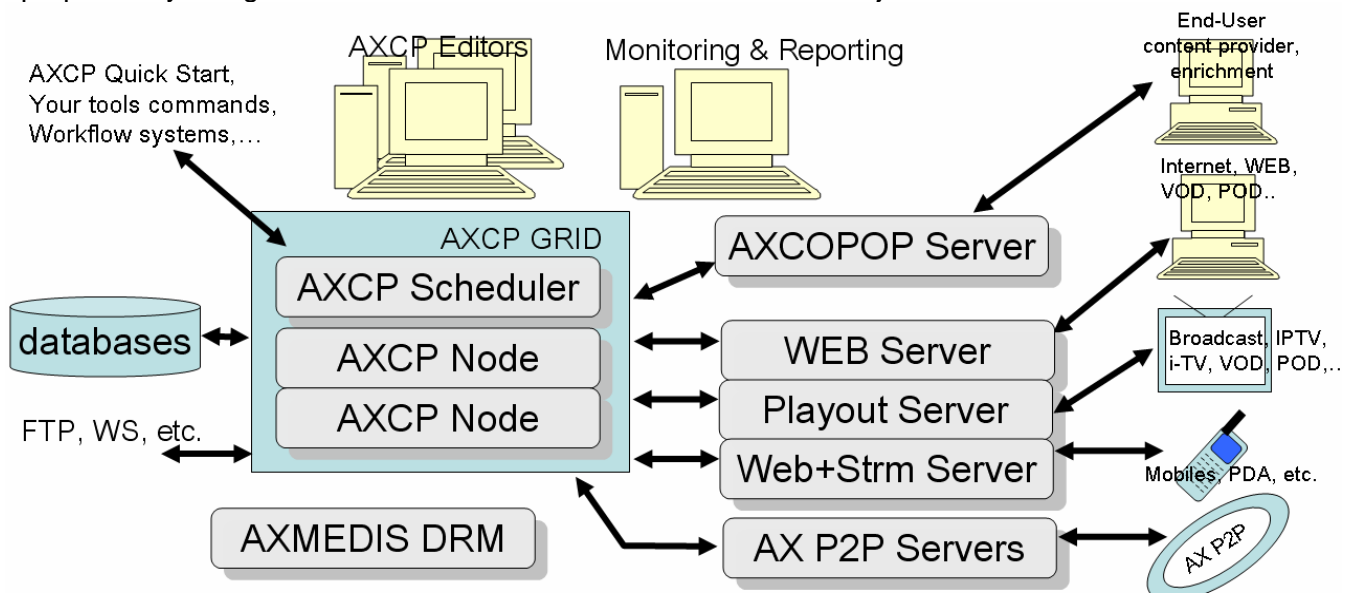 End-User
content provider,
enrichment
AXCP Editors
Monitoring & Reporting
AXCP Quick Start,
Your tools commands,
Workflow systems,...
Internet, WEB,
VOD, POD..
AXCP GRID
AXCOPOP Server
AXCP Scheduler
databases
AXCP Node
WEB Server
Broadcast, IPTV,
i-TV, VOD, POD,..
AXCP Node
Playout Server
FTP, WS, etc.
Web+Strm Server
Mobiles, PDA, etc.
AXMEDIS DRM
AX P2P Servers
AX P2P